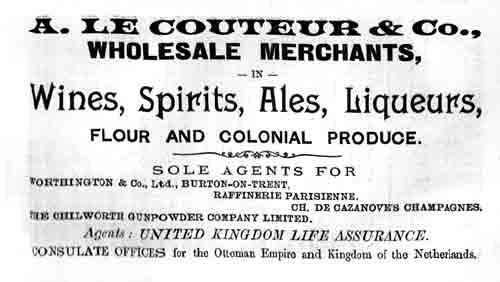 A. LE COUTEUR & Co.,
WHOLESALE MERCHANTS,
— IN —
Wines, Spirits, Ales, Liqueurs,
FLOUR AND COLONIAL PRODUCE.
SOLE AGENTS FOR
WORTHINGTON & Co., Ltd., BURTON-ON-TRENT,
RAFFINERIE PARISIENNE,
CH. DE CAZANOVE'S CHAMPAGNES.
THE CHILWORTH GUNPOWDER COMPANY LIMITED.
Agents: UNITED KINGDOM LIFE ASSURANCE.
CONSULATE OFFICES for the Ottoman Empire and Kingdom of the Netherlands.